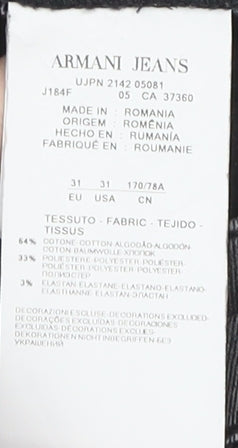 ARMANI JEANS
UJPN 2142 05081
J184F 05 CA 37360
MADE IN : ROMANIA
ORIGEM : ROMÊNIA
HECHO EN : RUMANÍA
FABRIQUÉ EN : ROUMANIE
31 31 170/78A
EU USA CN
TESSUTO - FABRIC - TEJIDO -
TISSUS
64% COTONE-COTTON-ALGODÃO-ALGODÓN-
COTON-BAUMWOLLE-ХЛОПОК
33% POLIESTERE-POLYESTER-POLIÉSTER-
POLIÉSTER-POLYESTER-POLYESTER-
ПОЛИЭСТЕР
3% ELASTAN-ELASTANE-ELASTANO-ELASTANO-
ELASTHANNE-ELASTAN-ЭЛАСТАН
DECORAZIONI ESCLUSE-DECORATIONS EXCLUDED-
DECORAÇÕES EXCLUÍDAS-DECORACIONES
EXCLUIDAS-DÉCORATIONS EXCLUES-
DEKORATIONEN NICHT INBEGRIFFEN-БЕЗ
УКРАШЕНИЙ